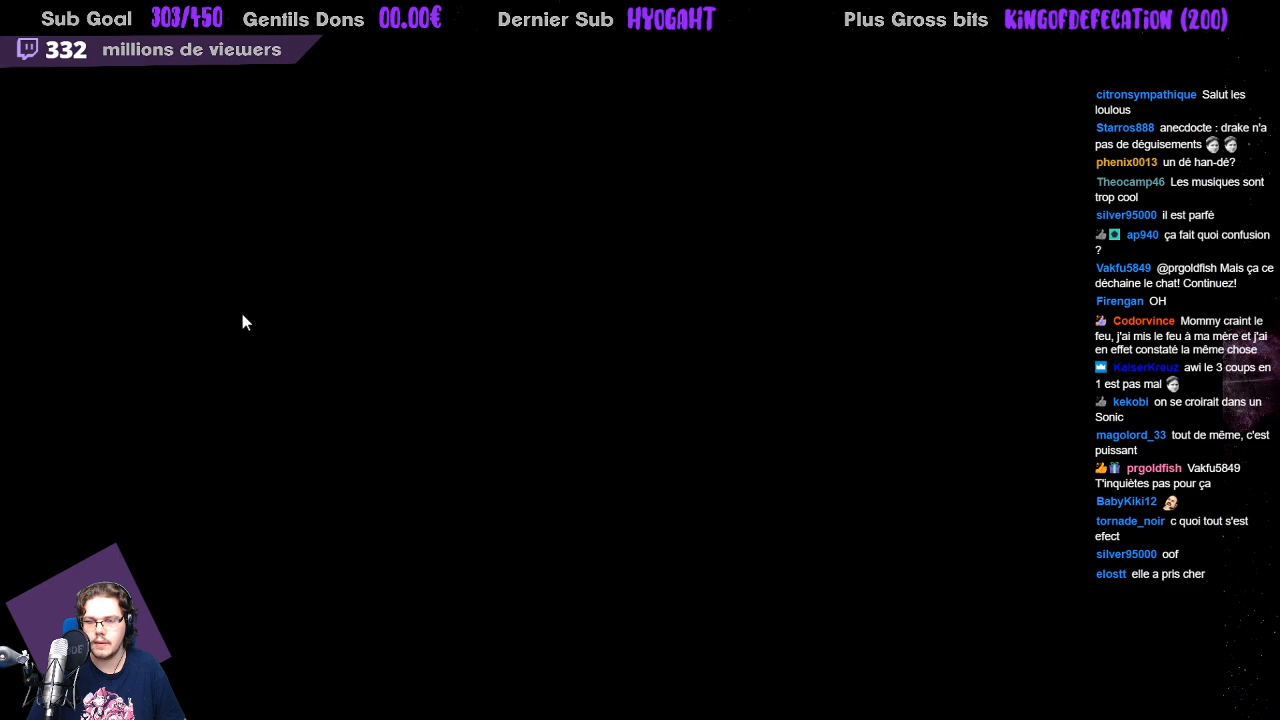 Sub Goal 303/450 Gentils Dons 00.00€ Dernier Sub HYOGAHT Plus Gross bits KiNGOFDEFECATiON (200)
332 millions de viewers
citronsympathique Salut les
loulous
Starros888 anecdocte : drake n'a
pas de déguisements
phenix0013 un dé han-dé?
Theocamp46 Les musiques sont
trop cool
silver95000 il est parfé
ap940 ça fait quoi confusion
?
Vakfu5849 @prgoldfish Mais ça ce
déchaine le chat! Continuez!
Firengan OH
Codorvince Mommy craint le
feu, j'ai mis le feu à ma mère et j'ai
en effet constaté la même chose
KaiserKreuz awi le 3 coups en
1 est pas mal
kekobi on se croirait dans un
Sonic
magolord_33 tout de même, c'est
puissant
prgoldfish Vakfu5849
T'inquiètes pas pour ça
BabyKiki12
tornade_noir c quoi tout s'est
efect
silver95000 oof
elostt elle a pris cher